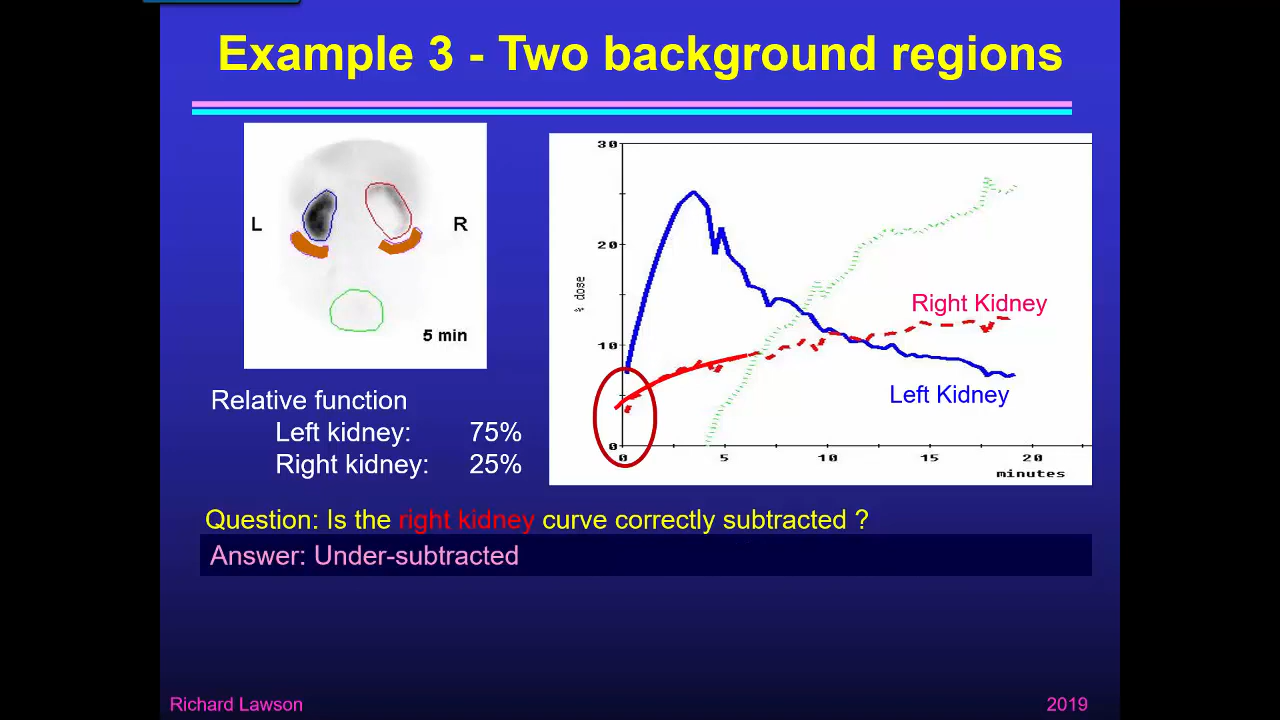 Example 3 - Two background regions
L
R
5 min
30
20
10
0
% dose
0 5 10 15 20
minutes
Right Kidney
Left Kidney
Relative function
Left kidney: 75%
Right kidney: 25%
Question: Is the right kidney curve correctly subtracted ?
Answer: Under-subtracted
Richard Lawson
2019